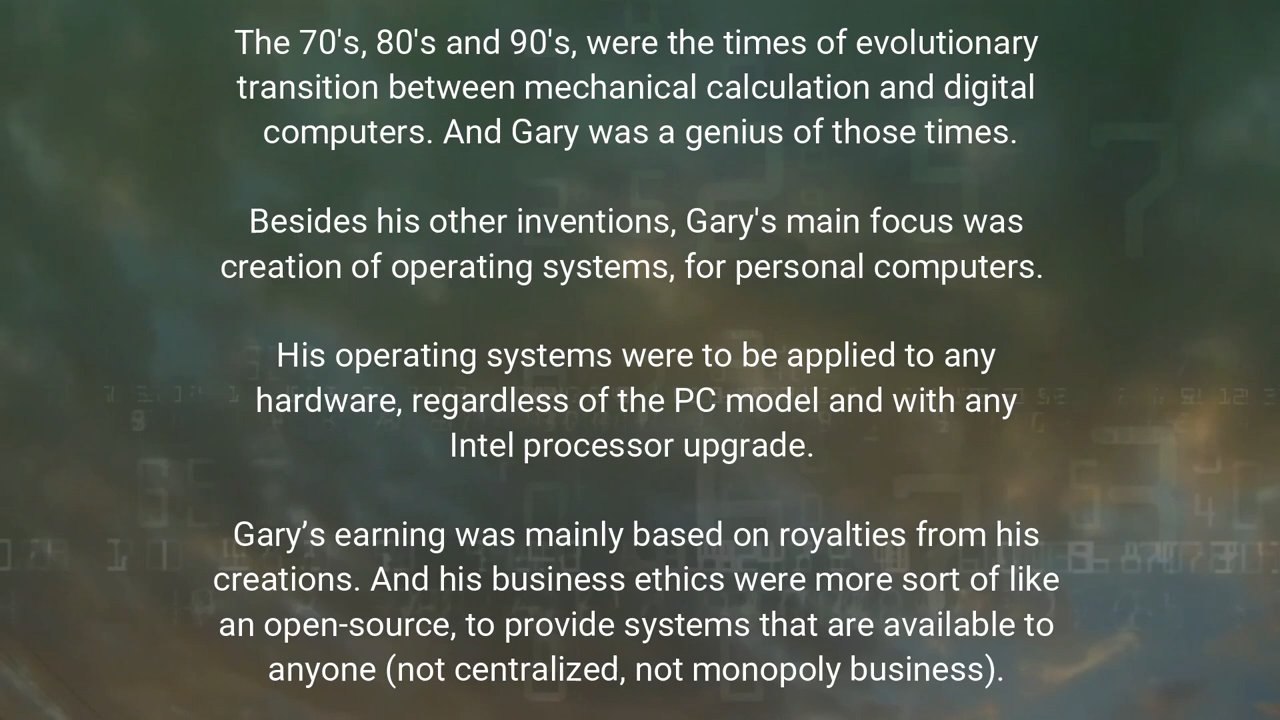 The 70's, 80's and 90's, were the times of evolutionary
transition between mechanical calculation and digital
computers. And Gary was a genius of those times.
Besides his other inventions, Gary's main focus was
creation of operating systems, for personal computers.
His operating systems were to be applied to any
hardware, regardless of the PC model and with any
Intel processor upgrade.
Gary’s earning was mainly based on royalties from his
creations. And his business ethics were more sort of like
an open-source, to provide systems that are available to
anyone (not centralized, not monopoly business).